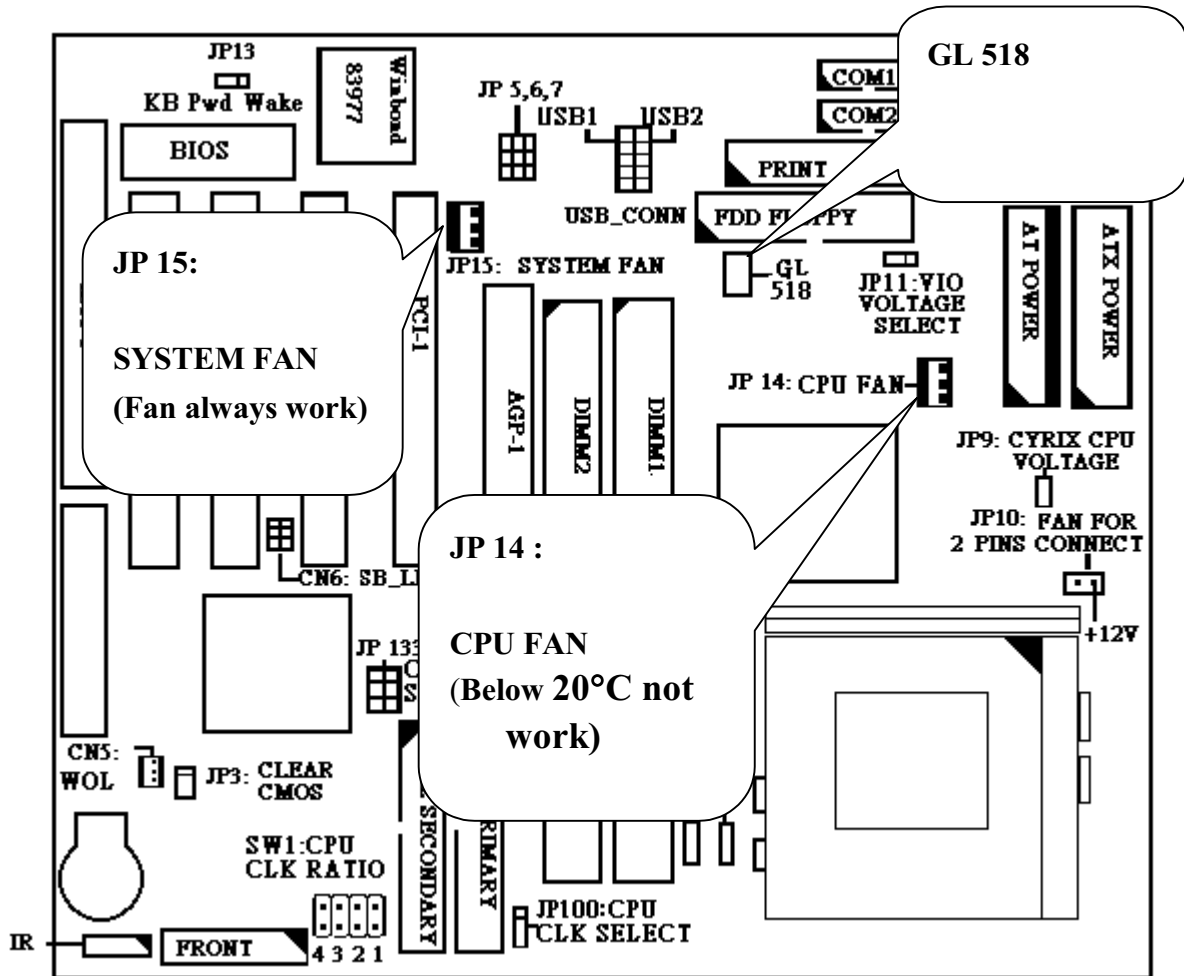 JP13
KB Pwd Wake
BIOS
Winbond
83977
JP 5,6,7
USB1
USB2
USB_CONN
COM1
COM2
PRINT
FDD FLOPPY
GL 518
JP 15:
SYSTEM FAN
(Fan always work)
JP15: SYSTEM FAN
GL
518
JP11:VIO
VOLTAGE
SELECT
AT POWER
ATX POWER
PCI-1
AGP-1
DIMM2
DIMM1
JP 14: CPU FAN
JP9: CYRIX CPU
VOLTAGE
JP10: FAN FOR
2 PINS CONNECT
+12V
JP 14 :
CPU FAN
(Below 20°C not
work)
CN6:
JP 133
CN5:
WOL
JP3: CLEAR
CMOS
SW1:CPU
CLK RATIO
4 3 2 1
SECONDARY
JP100:CPU
CLK SELECT
IR
FRONT